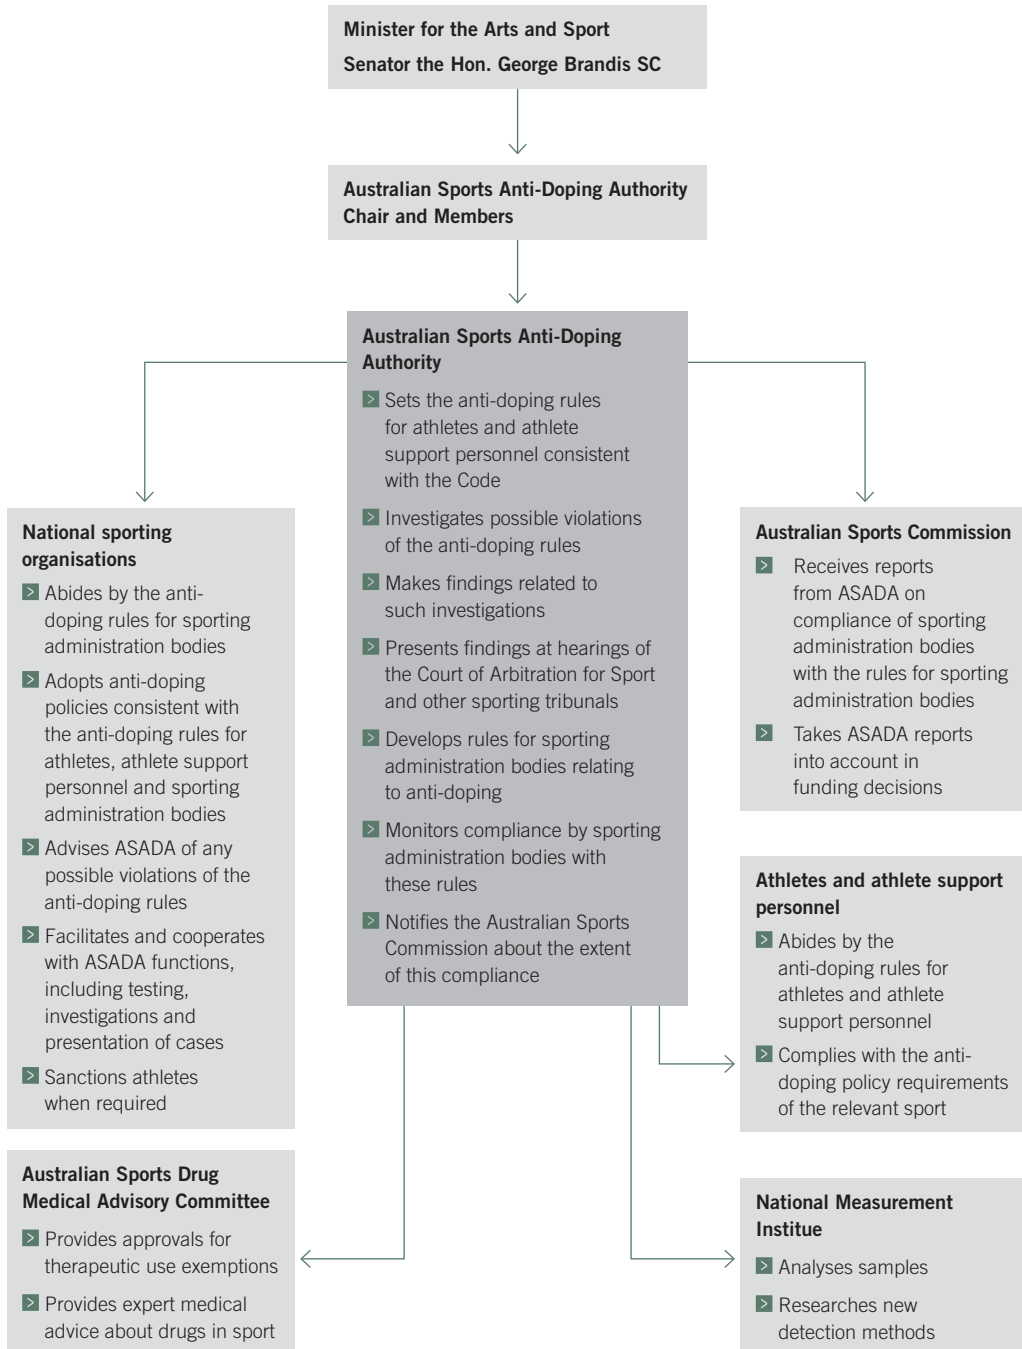 Minister for the Arts and Sport
Senator the Hon. George Brandis SC
Australian Sports Anti-Doping Authority
Chair and Members
Australian Sports Anti-Doping
Authority
Sets the anti-doping rules
for athletes and athlete
support personnel consistent
with the Code
Investigates possible violations
of the anti-doping rules
Makes findings related to
such investigations
Presents findings at hearings of
the Court of Arbitration for Sport
and other sporting tribunals
Develops rules for sporting
administration bodies relating
to anti-doping
Monitors compliance by sporting
administration bodies with
these rules
Notifies the Australian Sports
Commission about the extent
of this compliance
National sporting
organisations
Abides by the anti-
doping rules for sporting
administration bodies
Adopts anti-doping
policies consistent with
the anti-doping rules for
athletes, athlete support
personnel and sporting
administration bodies
Advises ASADA of any
possible violations of the
anti-doping rules
Facilitates and cooperates
with ASADA functions,
including testing,
investigations and
presentation of cases
Sanctions athletes
when required
Australian Sports Commission
Receives reports
from ASADA on
compliance of sporting
administration bodies
with the rules for sporting
administration bodies
Takes ASADA reports
into account in
funding decisions
Athletes and athlete support
personnel
Abides by the
anti-doping rules for
athletes and athlete
support personnel
Complies with the anti-
doping policy requirements
of the relevant sport
Australian Sports Drug
Medical Advisory Committee
Provides approvals for
therapeutic use exemptions
Provides expert medical
advice about drugs in sport
National Measurement
Institue
Analyses samples
Researches new
detection methods